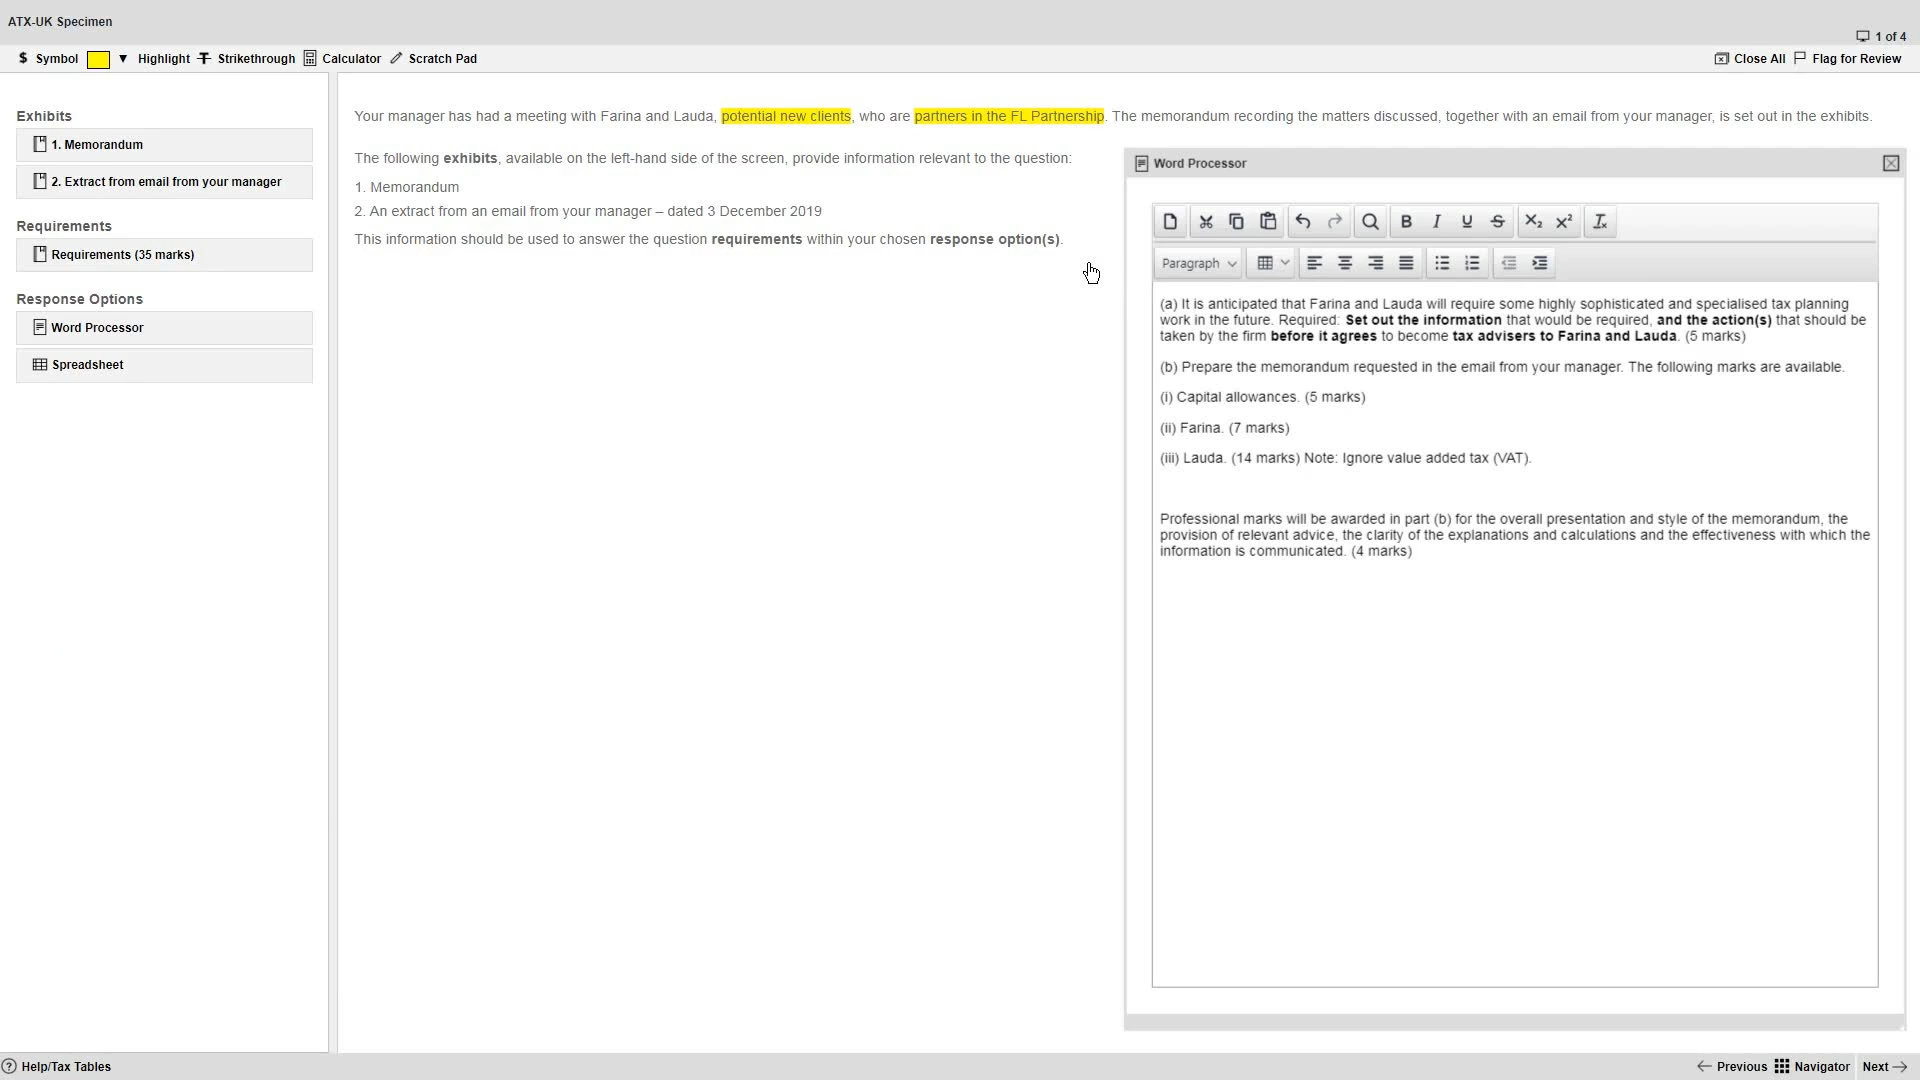 ATX-UK Specimen
1 of 4
$ Symbol ▼ Highlight Strikethrough Calculator Scratch Pad
Close All Flag for Review
Exhibits
1. Memorandum
2. Extract from email from your manager
Requirements
Requirements (35 marks)
Response Options
Word Processor
Spreadsheet
Your manager has had a meeting with Farina and Lauda, potential new clients, who are partners in the FL Partnership. The memorandum recording the matters discussed, together with an email from your manager, is set out in the exhibits.
The following exhibits, available on the left-hand side of the screen, provide information relevant to the question:
1. Memorandum
2. An extract from an email from your manager – dated 3 December 2019
This information should be used to answer the question requirements within your chosen response option(s).
Word Processor
B I U S X₂ X² Ix
Paragraph
(a) It is anticipated that Farina and Lauda will require some highly sophisticated and specialised tax planning
work in the future. Required: Set out the information that would be required, and the action(s) that should be
taken by the firm before it agrees to become tax advisers to Farina and Lauda. (5 marks)
(b) Prepare the memorandum requested in the email from your manager. The following marks are available.
(i) Capital allowances. (5 marks)
(ii) Farina. (7 marks)
(iii) Lauda. (14 marks) Note: Ignore value added tax (VAT).
Professional marks will be awarded in part (b) for the overall presentation and style of the memorandum, the
provision of relevant advice, the clarity of the explanations and calculations and the effectiveness with which the
information is communicated. (4 marks)
Help/Tax Tables
Previous Navigator Next